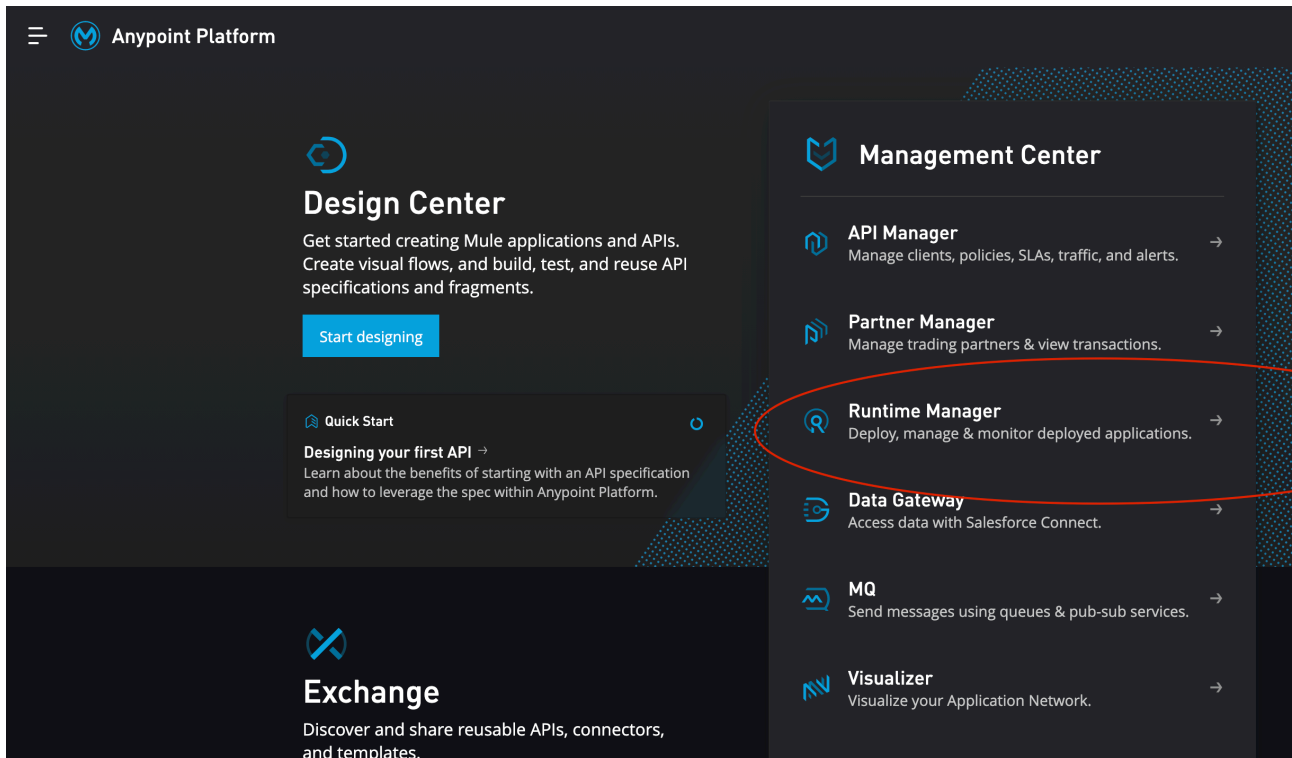 Anypoint Platform
Design Center
Get started creating Mule applications and APIs.
Create visual flows, and build, test, and reuse API
specifications and fragments.
Start designing
Quick Start
Designing your first API →
Learn about the benefits of starting with an API specification
and how to leverage the spec within Anypoint Platform.
Exchange
Discover and share reusable APIs, connectors,
and templates.
Management Center
API Manager
Manage clients, policies, SLAs, traffic, and alerts.
Partner Manager
Manage trading partners & view transactions.
Runtime Manager
Deploy, manage & monitor deployed applications.
Data Gateway
Access data with Salesforce Connect.
MQ
Send messages using queues & pub-sub services.
Visualizer
Visualize your Application Network.